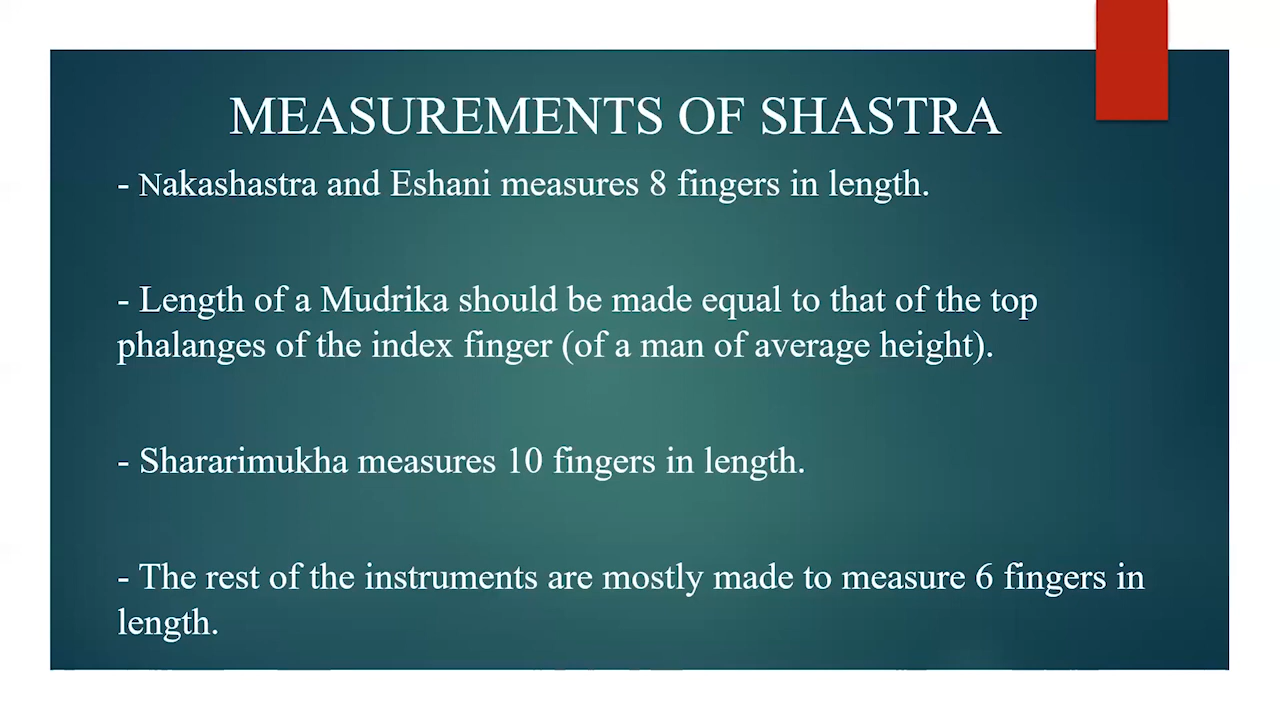 MEASUREMENTS OF SHASTRA
- Nakashastra and Eshani measures 8 fingers in length.
- Length of a Mudrika should be made equal to that of the top
phalanges of the index finger (of a man of average height).
- Shararimukha measures 10 fingers in length.
- The rest of the instruments are mostly made to measure 6 fingers in
length.